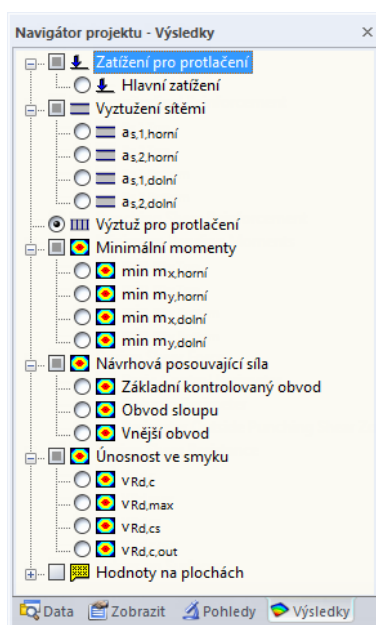 Navigátor projektu - Výsledky
Zatížení pro protlačení
Hlavní zatížení
Vyztužení sítěmi
as,1,horní
as,2,horní
as,1,dolní
as,2,dolní
Výztuž pro protlačení
Minimální momenty
min mx,horní
min my,horní
min mx,dolní
min my,dolní
Návrhová posouvající síla
Základní kontrolovaný obvod
Obvod sloupu
Vnější obvod
Únosnost ve smyku
vRd,c
vRd,max
vRd,cs
vRd,c,out
Hodnoty na plochách
Data Zobrazit Pohledy Výsledky